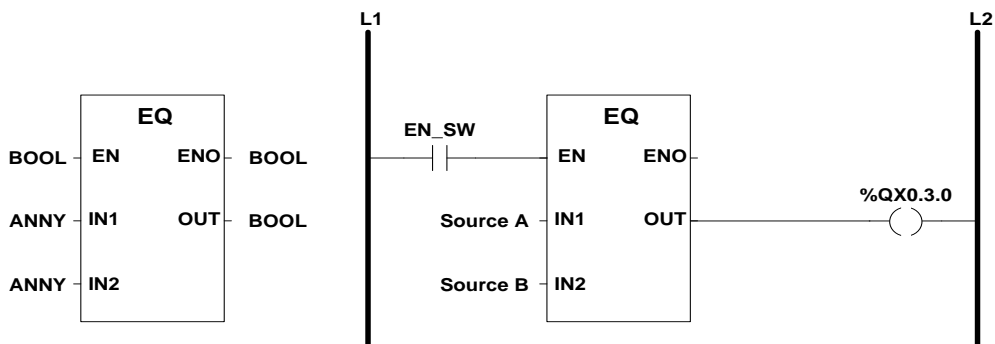 L1 L2
EQ EQ
EN_SW
BOOL EN ENO BOOL EN ENO
%QX0.3.0
ANNY IN1 OUT BOOL Source A IN1 OUT
ANNY IN2 Source B IN2